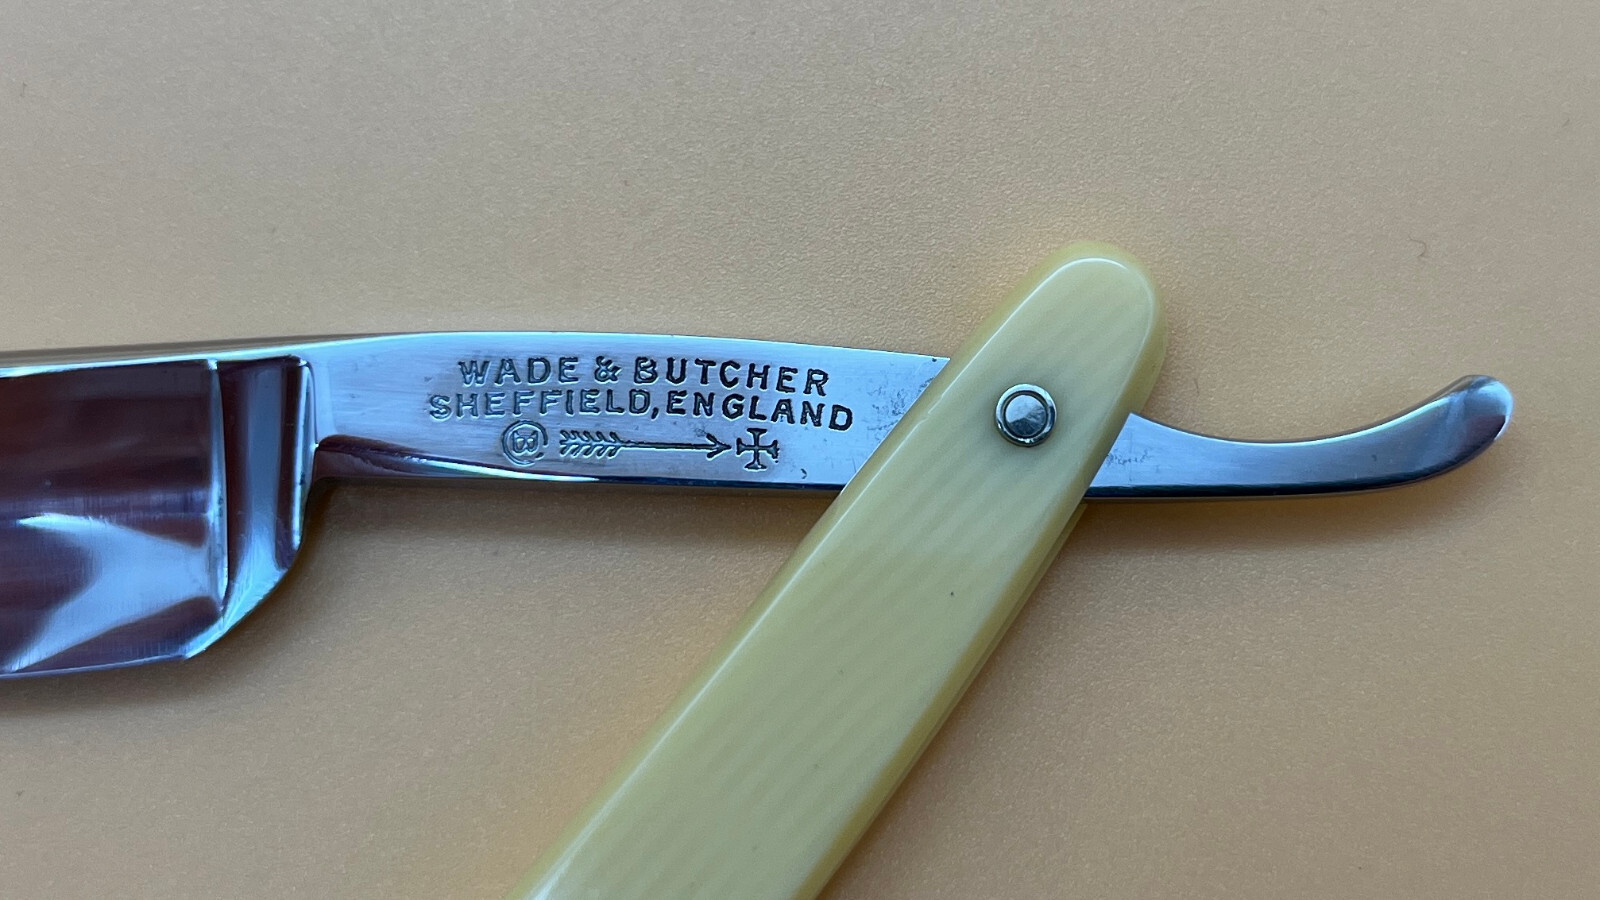 WADE & BUTCHER
SHEFFIELD, ENGLAND